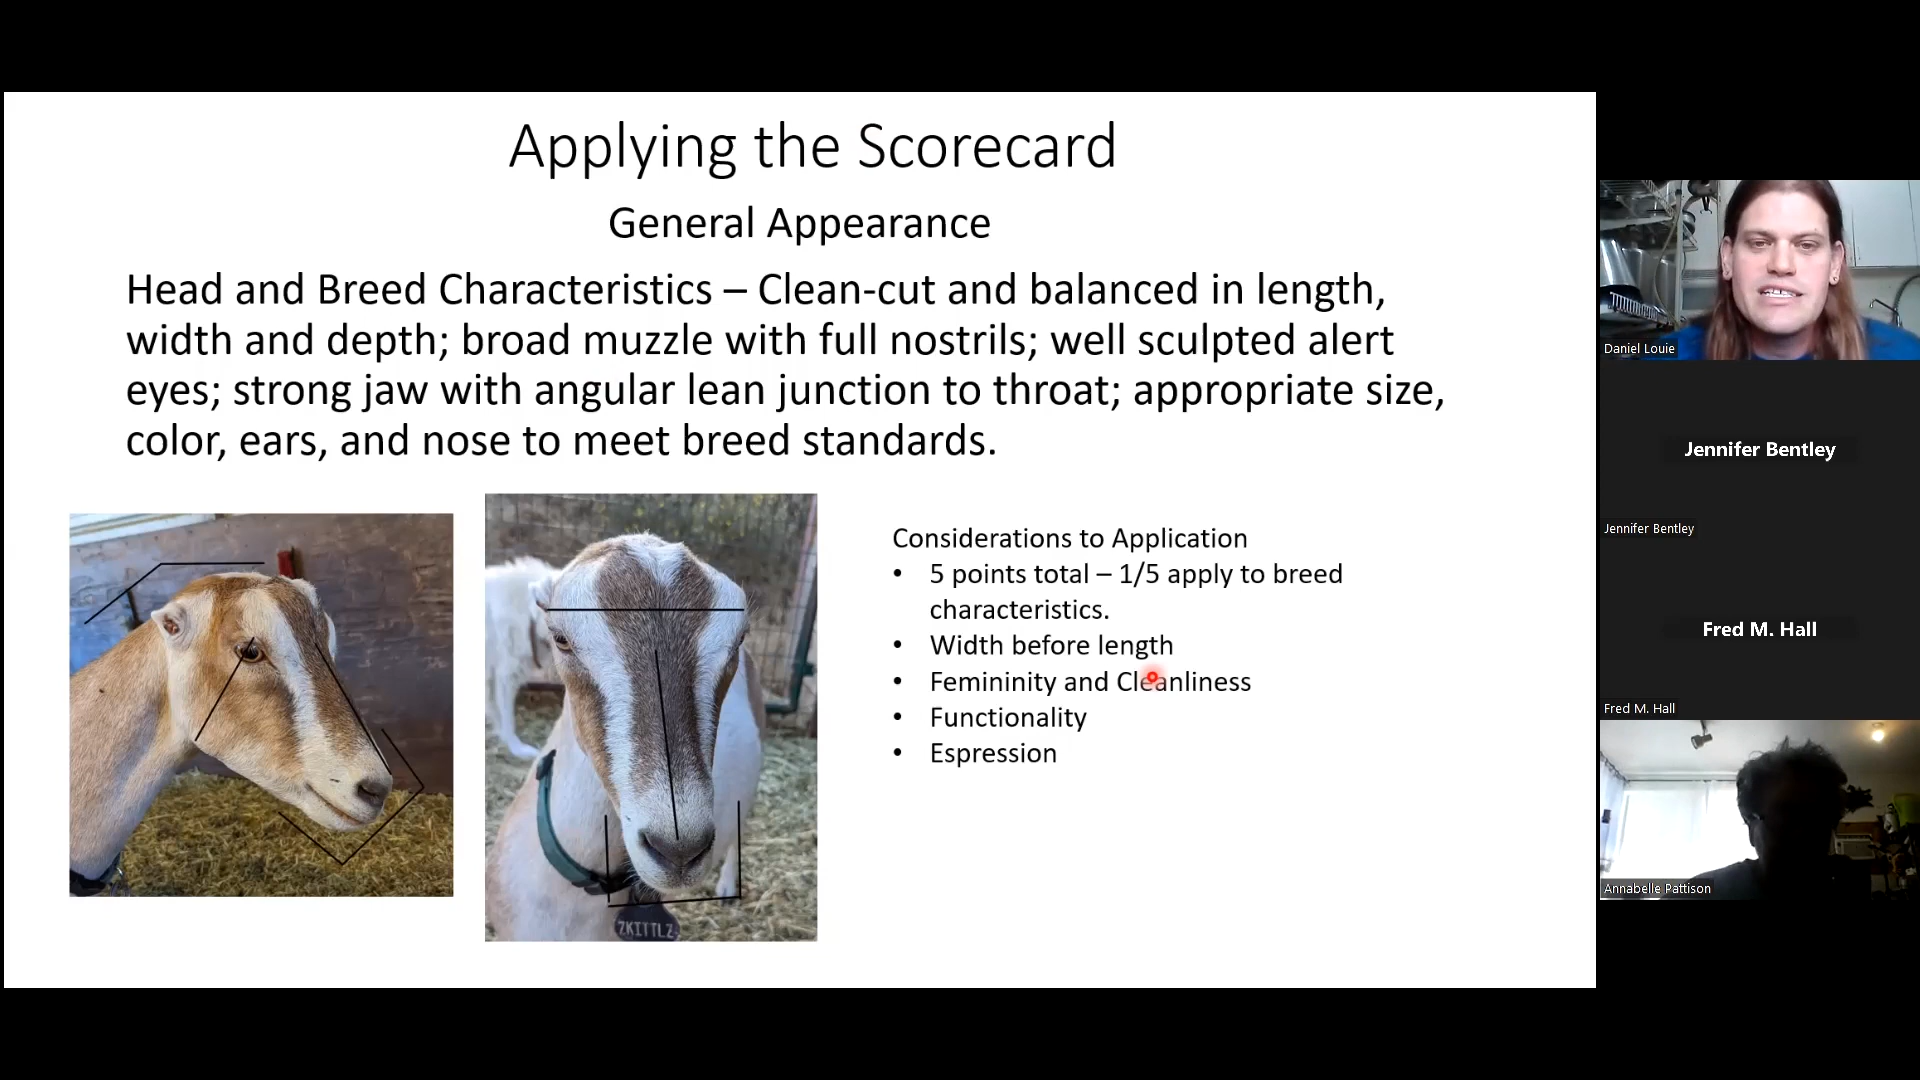 Applying the Scorecard
General Appearance
Head and Breed Characteristics – Clean-cut and balanced in length,
width and depth; broad muzzle with full nostrils; well sculpted alert
eyes; strong jaw with angular lean junction to throat; appropriate size,
color, ears, and nose to meet breed standards.
Considerations to Application
• 5 points total – 1/5 apply to breed
characteristics.
• Width before length
• Femininity and Cleanliness
• Functionality
• Espression
ZKITTLZ
Daniel Louie
Jennifer Bentley
Jennifer Bentley
Fred M. Hall
Fred M. Hall
Annabelle Pattison